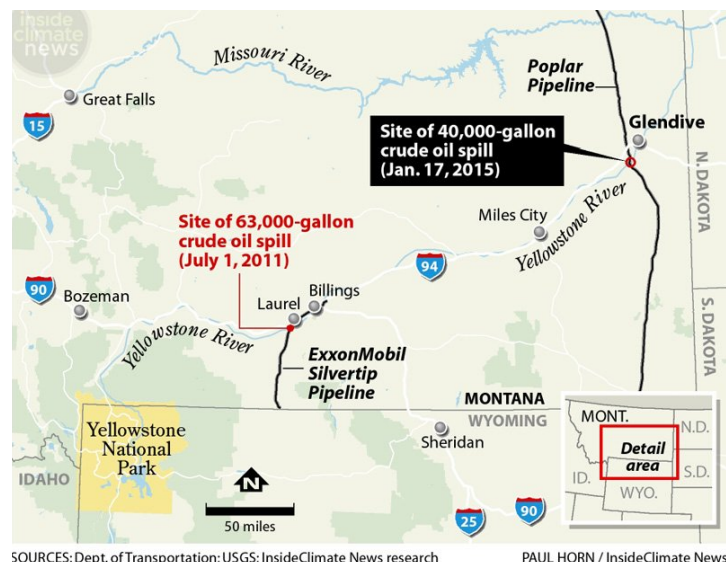 inside
climate
news
Missouri River
Great Falls
15
Poplar
Pipeline
Glendive
Site of 40,000-gallon
crude oil spill
(Jan. 17, 2015)
N. DAKOTA
Site of 63,000-gallon
crude oil spill
(July 1, 2011)
Miles City
Yellowstone River
94
90
Bozeman
Laurel
Billings
S. DAKOTA
Yellowstone River
ExxonMobil
Silvertip
Pipeline
MONTANA
WYOMING
Yellowstone
National
Park
IDAHO
Sheridan
N
50 miles
25
90
MONT.
N.D.
Detail
area
S.D.
ID.
WYO.
SOURCES: Dept. of Transportation; USGS; InsideClimate News research
PAUL HORN / InsideClimate News